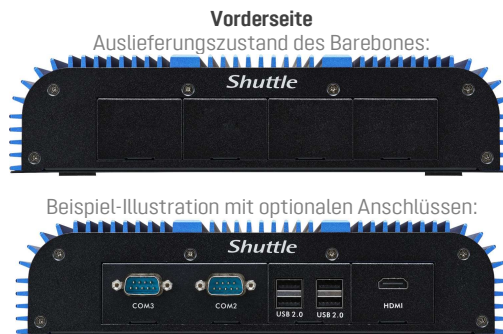 Vorderseite
Auslieferungszustand des Barebones:
Shuttle
Beispiel-Illustration mit optionalen Anschlüssen:
Shuttle
COM3 COM2 USB 2.0 USB 2.0 HDMI